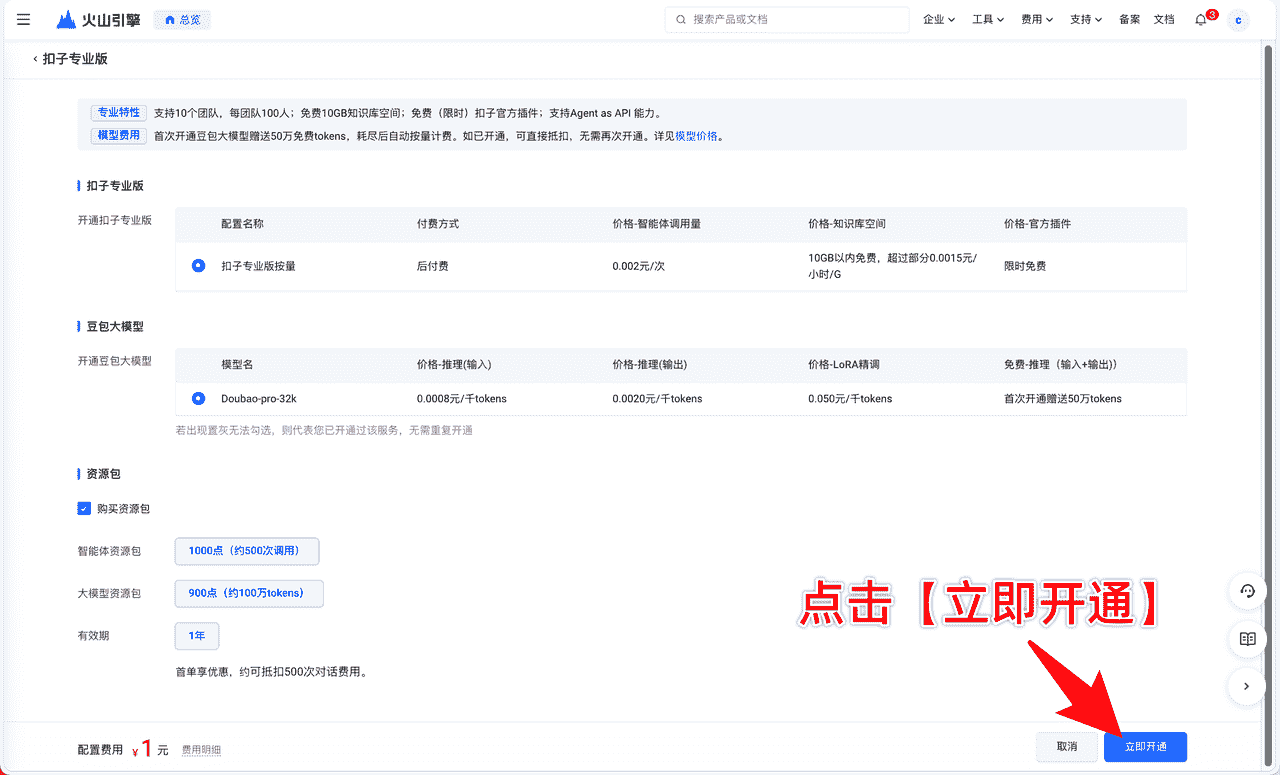 火山引擎 总览 搜索产品或文档 企业 工具 费用 支持 备案 文档 3 c
扣子专业版
专业特性 支持10个团队，每团队100人；免费10GB知识库空间；免费（限时）扣子官方插件；支持Agent as API 能力。
模型费用 首次开通豆包大模型赠送50万免费tokens，耗尽后自动按量计费。如已开通，可直接抵扣，无需再次开通。详见模型价格。
扣子专业版
开通扣子专业版 配置名称 付费方式 价格-智能体调用量 价格-知识库空间 价格-官方插件
扣子专业版按量 后付费 0.002元/次 10GB以内免费，超过部分0.0015元/
小时/G 限时免费
豆包大模型
开通豆包大模型 模型名 价格-推理(输入) 价格-推理(输出) 价格-LoRA精调 免费-推理（输入+输出））
Doubao-pro-32k 0.0008元/千tokens 0.0020元/千tokens 0.050元/千tokens 首次开通赠送50万tokens
若出现置灰无法勾选，则代表您已开通过该服务，无需重复开通
资源包
购买资源包
智能体资源包 1000点（约500次调用）
大模型资源包 900点（约100万tokens）
点击【立即开通】
有效期 1年
首单享优惠，约可抵扣500次对话费用。
配置费用 ¥1元 费用明细 取消 立即开通